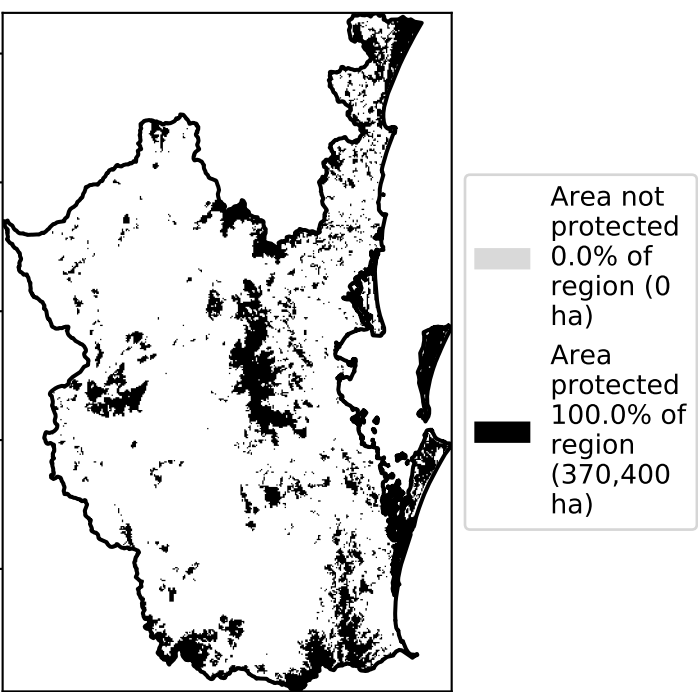 Area not
protected
0.0% of
region (0
ha)
Area
protected
100.0% of
region
(370,400
ha)